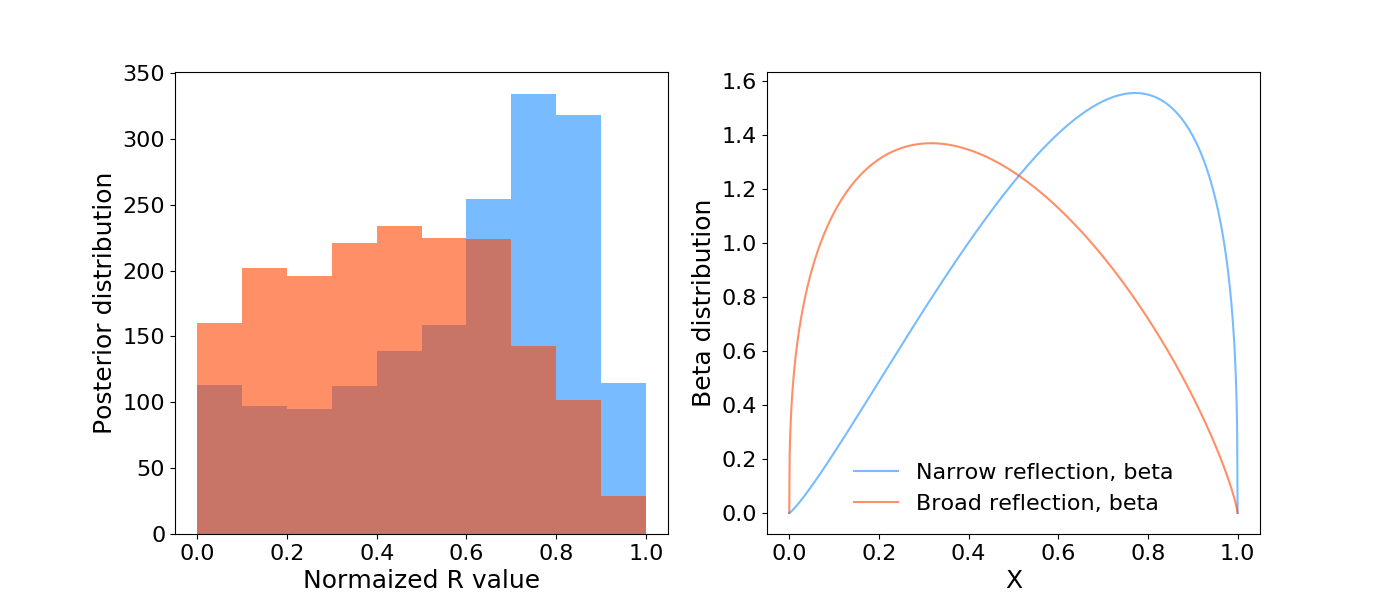 350
300
250
200
150
100
50
0
Posterior distribution
0.0 0.2 0.4 0.6 0.8 1.0
Normaized R value
1.6
1.4
1.2
1.0
0.8
0.6
0.4
0.2
0.0
Beta distribution
Narrow reflection, beta
Broad reflection, beta
0.0 0.2 0.4 0.6 0.8 1.0
X